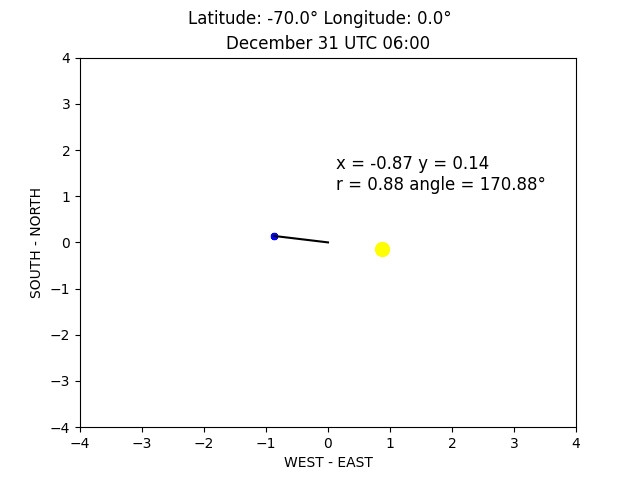 Latitude: -70.0° Longitude: 0.0°
December 31 UTC 06:00
4
3
2
1
0
−1
−2
−3
−4
SOUTH - NORTH
x = -0.87 y = 0.14
r = 0.88 angle = 170.88°
−4 −3 −2 −1 0 1 2 3 4
WEST - EAST